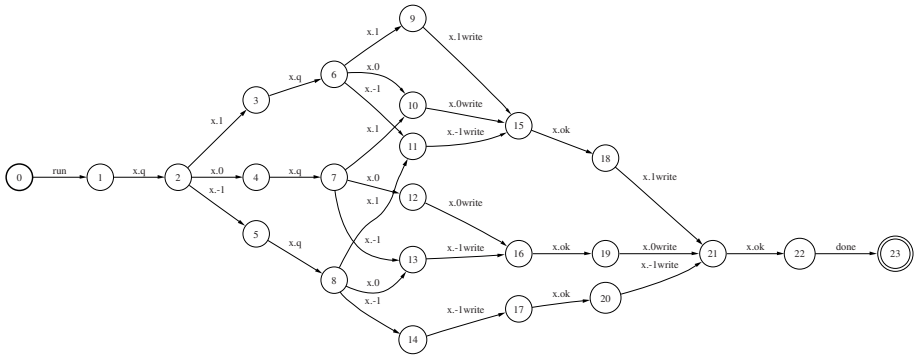 9
x.1
x.1write
6
x.0
x.q
x.-1
3
10
x.0write
x.1
15
x.ok
x.1
11
x.-1write
18
0
run
1
x.q
2
x.0
4
x.q
7
x.0
x.1write
x.-1
12
x.1
x.0write
5
x.q
x.-1
13
x.-1write
16
x.ok
19
x.0write
21
x.ok
22
done
23
x.-1write
8
x.0
x.-1
x.-1write
17
x.ok
20
14